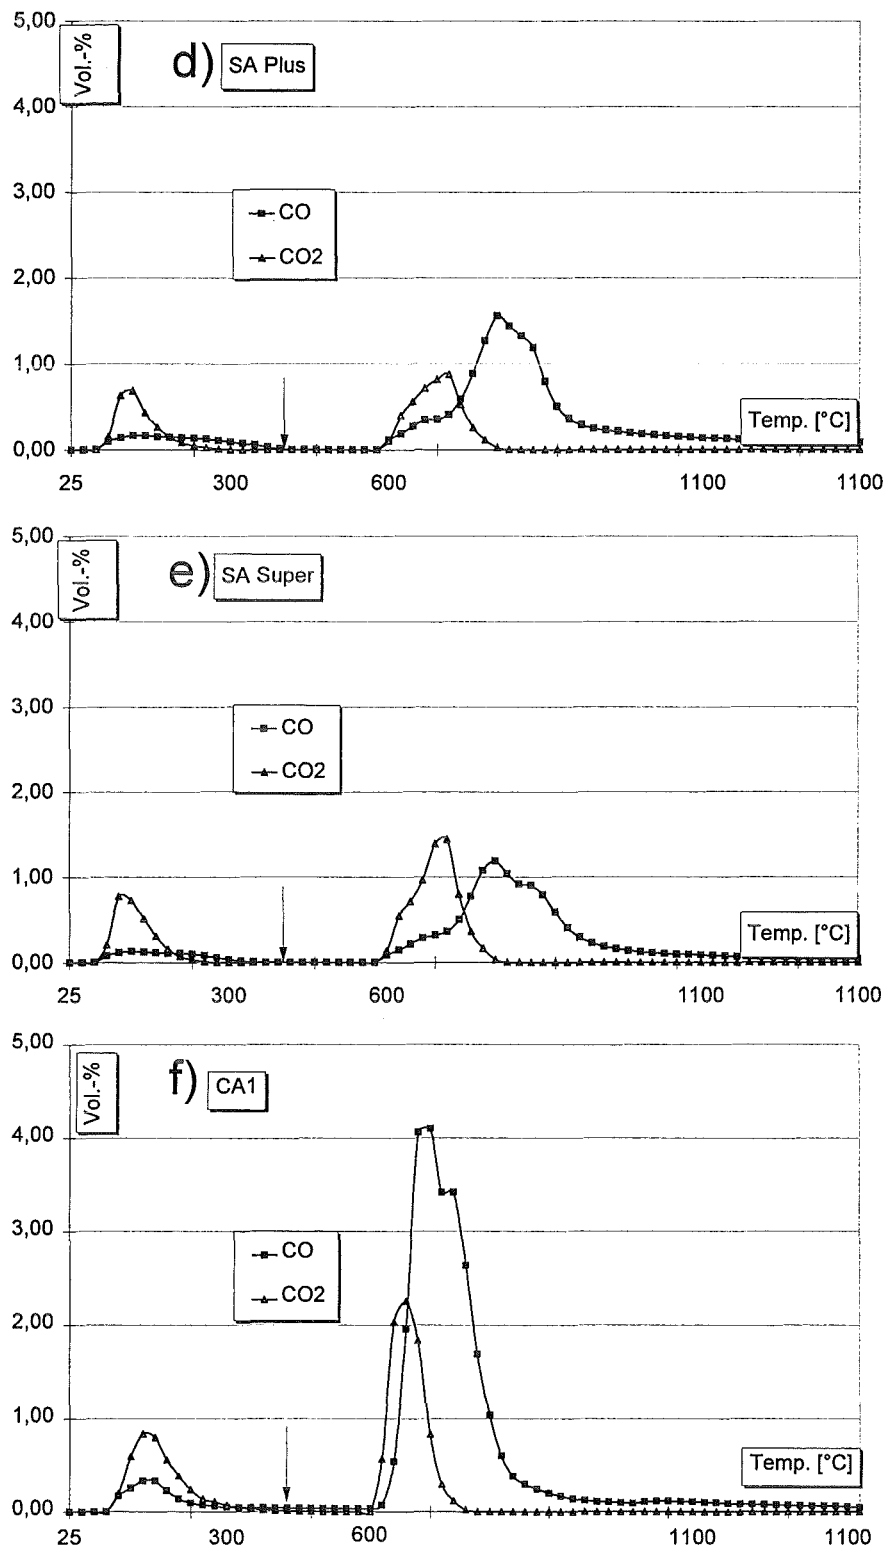 5,00
Vol.-%
d) SA Plus
4,00
3,00
CO
CO2
2,00
1,00
Temp. [°C]
0,00
25 300 600 1100 1100
5,00
Vol.-%
e) SA Super
4,00
3,00
CO
CO2
2,00
1,00
Temp. [°C]
0,00
25 300 600 1100 1100
5,00
Vol.-%
f) CA1
4,00
3,00
CO
CO2
2,00
1,00
Temp. [°C]
0,00
25 300 600 1100 1100